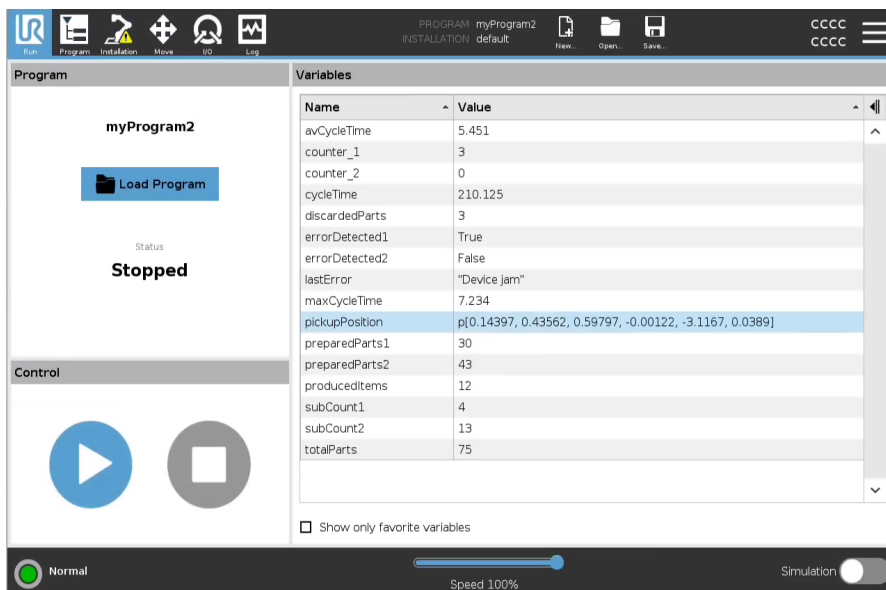 UR
Run
Program
Installation
Move
I/O
Log
PROGRAM myProgram2
INSTALLATION default
New...
Open...
Save...
CCCC
CCCC
Program
myProgram2
Load Program
Status
Stopped
Control
Variables
Name Value
avCycleTime 5.451
counter_1 3
counter_2 0
cycleTime 210.125
discardedParts 3
errorDetected1 True
errorDetected2 False
lastError "Device jam"
maxCycleTime 7.234
pickupPosition p[0.14397, 0.43562, 0.59797, -0.00122, -3.1167, 0.0389]
preparedParts1 30
preparedParts2 43
producedItems 12
subCount1 4
subCount2 13
totalParts 75
Show only favorite variables
Normal
Speed 100%
Simulation